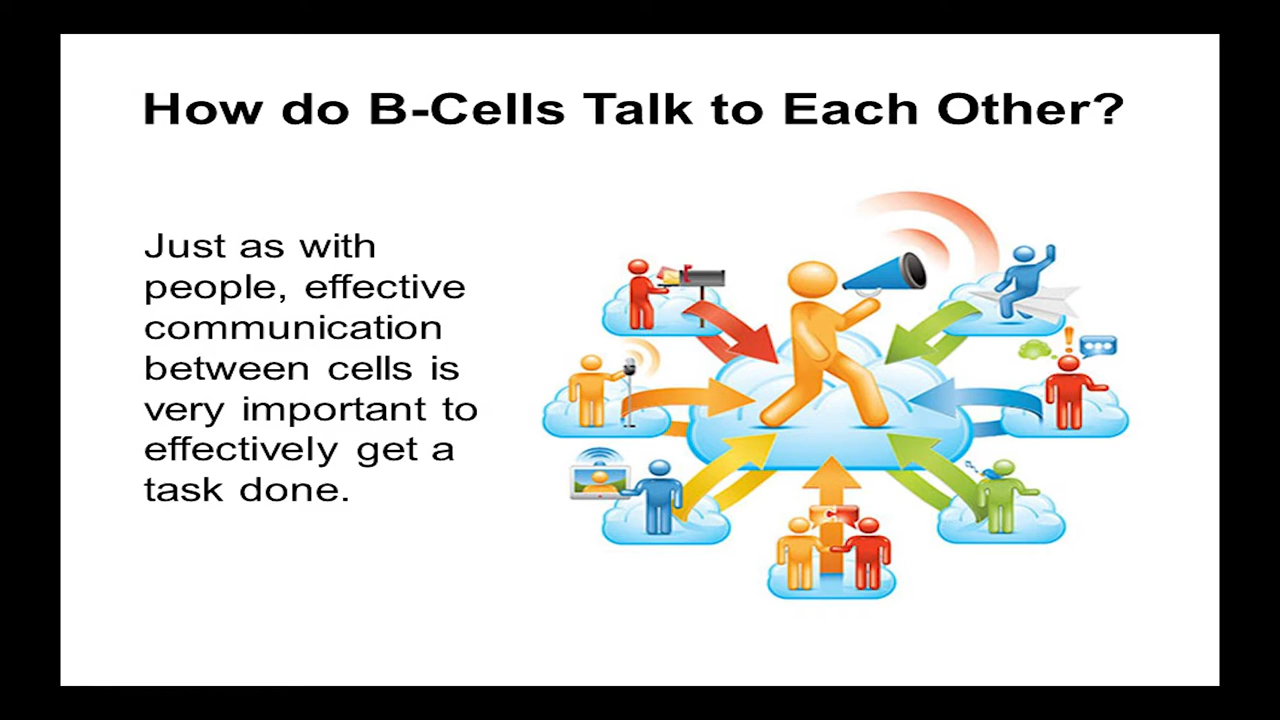 How do B-Cells Talk to Each Other?
Just as with
people, effective
communication
between cells is
very important to
effectively get a
task done.